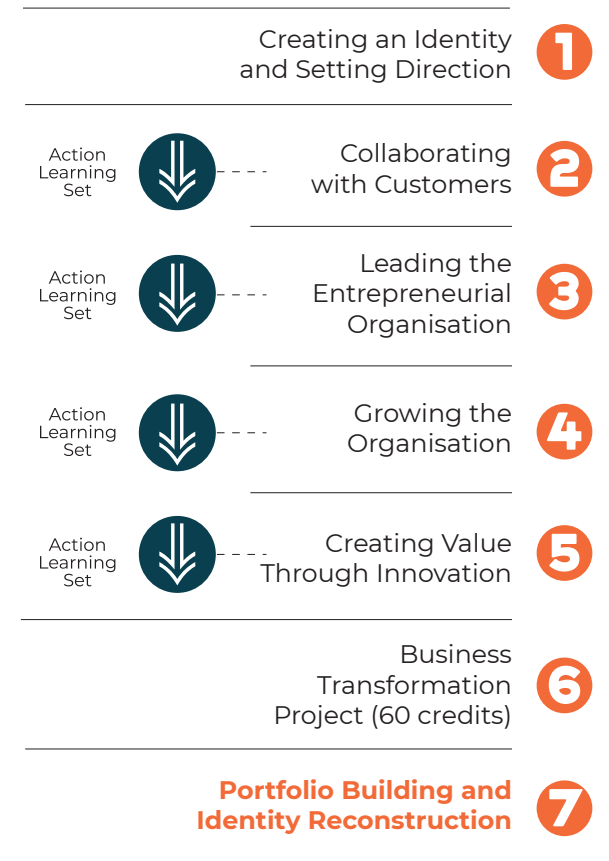 Creating an Identity
and Setting Direction
1
Action
Learning
Set
Collaborating
with Customers
2
Action
Learning
Set
Leading the
Entrepreneurial
Organisation
3
Action
Learning
Set
Growing the
Organisation
4
Action
Learning
Set
Creating Value
Through Innovation
5
Business
Transformation
Project (60 credits)
6
Portfolio Building and
Identity Reconstruction
7